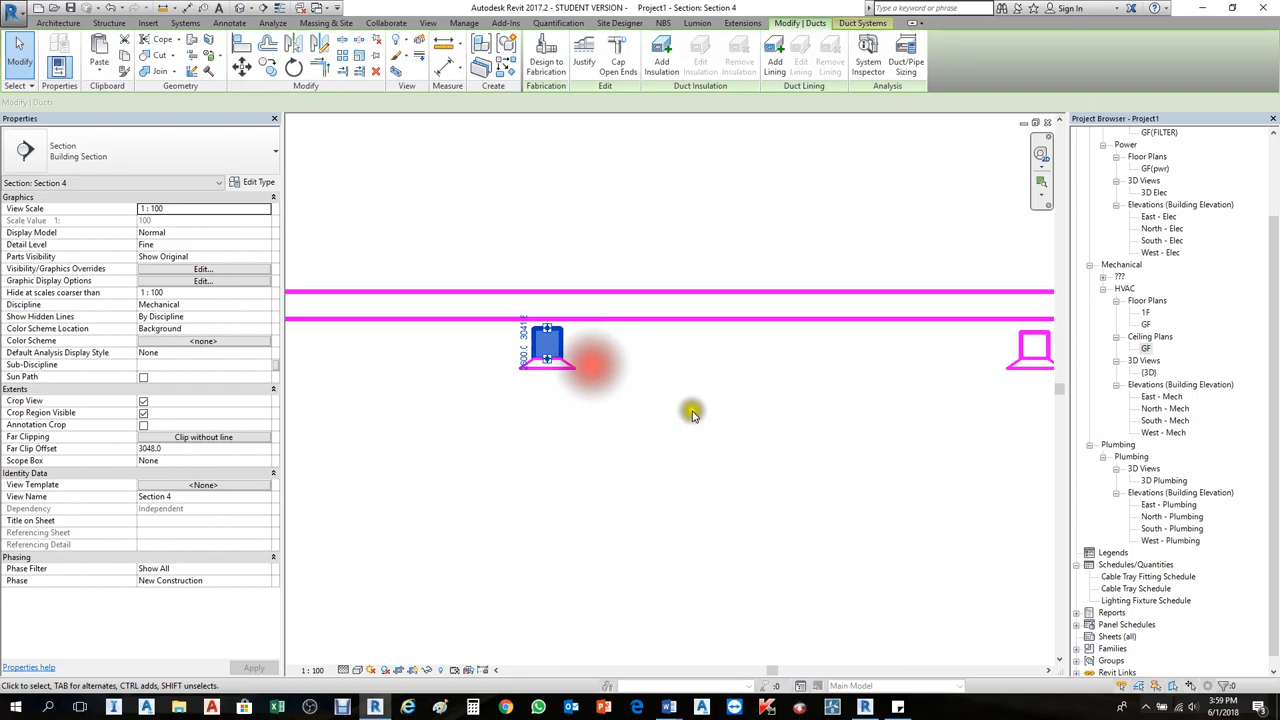 Autodesk Revit 2017.2 - STUDENT VERSION - Project1 - Section: Section 4
Type a keyword or phrase
Sign In
Architecture Structure Insert Systems Annotate Analyze Massing & Site Collaborate View Manage Add-Ins Quantification Site Designer NBS Lumion Extensions Modify | Ducts Duct Systems
Modify
Paste
Cope
Cut
Join
Design to Fabrication
Justify
Cap Open Ends
Add Insulation
Edit Insulation
Remove Insulation
Add Lining
Edit Lining
Remove Lining
System Inspector
Duct/Pipe Sizing
Select Properties Clipboard Geometry Modify View Measure Create Fabrication Edit Duct Insulation Duct Lining Analysis
Modify | Ducts
Properties
Section
Building Section
Section: Section 4
Edit Type
Graphics
View Scale 1 : 100
Scale Value 1: 100
Display Model Normal
Detail Level Fine
Parts Visibility Show Original
Visibility/Graphics Overrides Edit...
Graphic Display Options Edit...
Hide at scales coarser than 1 : 100
Discipline Mechanical
Show Hidden Lines By Discipline
Color Scheme Location Background
Color Scheme <none>
Default Analysis Display Style None
Sub-Discipline
Sun Path
Extents
Crop View
Crop Region Visible
Annotation Crop
Far Clipping Clip without line
Far Clip Offset 3048.0
Scope Box None
Identity Data
View Template <None>
View Name Section 4
Dependency Independent
Title on Sheet
Referencing Sheet
Referencing Detail
Phasing
Phase Filter Show All
Phase New Construction
Properties help
Apply
1 : 100
Project Browser - Project1
GF(FILTER)
Power
Floor Plans
GF(pwr)
3D Views
3D Elec
Elevations (Building Elevation)
East - Elec
North - Elec
South - Elec
West - Elec
Mechanical
???
HVAC
Floor Plans
1F
GF
Ceiling Plans
GF
3D Views
{3D}
Elevations (Building Elevation)
East - Mech
North - Mech
South - Mech
West - Mech
Plumbing
Plumbing
3D Views
3D Plumbing
Elevations (Building Elevation)
East - Plumbing
North - Plumbing
South - Plumbing
West - Plumbing
Legends
Schedules/Quantities
Cable Tray Fitting Schedule
Cable Tray Schedule
Lighting Fixture Schedule
Reports
Panel Schedules
Sheets (all)
Families
Groups
Revit Links
Click to select, TAB for alternates, CTRL adds, SHIFT unselects.
:0
Main Model
:0
3:59 PM
6/1/2018